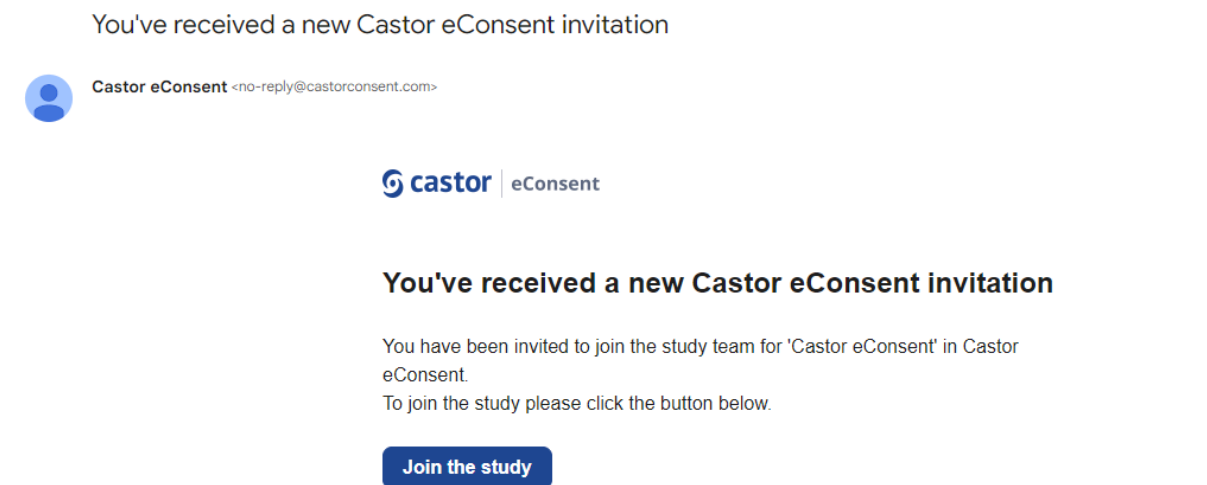 You've received a new Castor eConsent invitation
Castor eConsent <no-reply@castorconsent.com>
castor eConsent
You've received a new Castor eConsent invitation
You have been invited to join the study team for 'Castor eConsent' in Castor
eConsent.
To join the study please click the button below.
Join the study